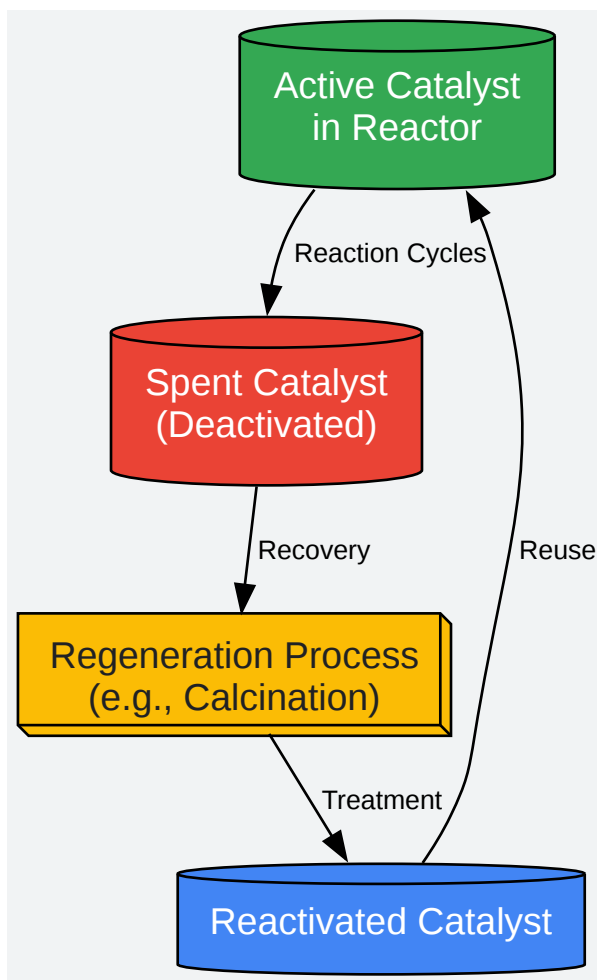 Active Catalyst
in Reactor
Reaction Cycles
Spent Catalyst
(Deactivated)
Recovery
Reuse
Regeneration Process
(e.g., Calcination)
Treatment
Reactivated Catalyst